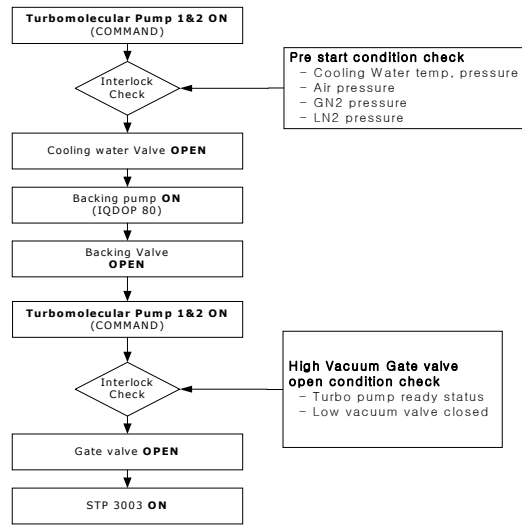 Turbomolecular Pump 1&2 ON
(COMMAND)
Interlock
Check
Pre start condition check
– Cooling Water temp, pressure
– Air pressure
– GN2 pressure
– LN2 pressure
Cooling water Valve OPEN
Backing pump ON
(IQDOP 80)
Backing Valve
OPEN
Turbomolecular Pump 1&2 ON
(COMMAND)
Interlock
Check
High Vacuum Gate valve
open condition check
– Turbo pump ready status
– Low vacuum valve closed
Gate valve OPEN
STP 3003 ON